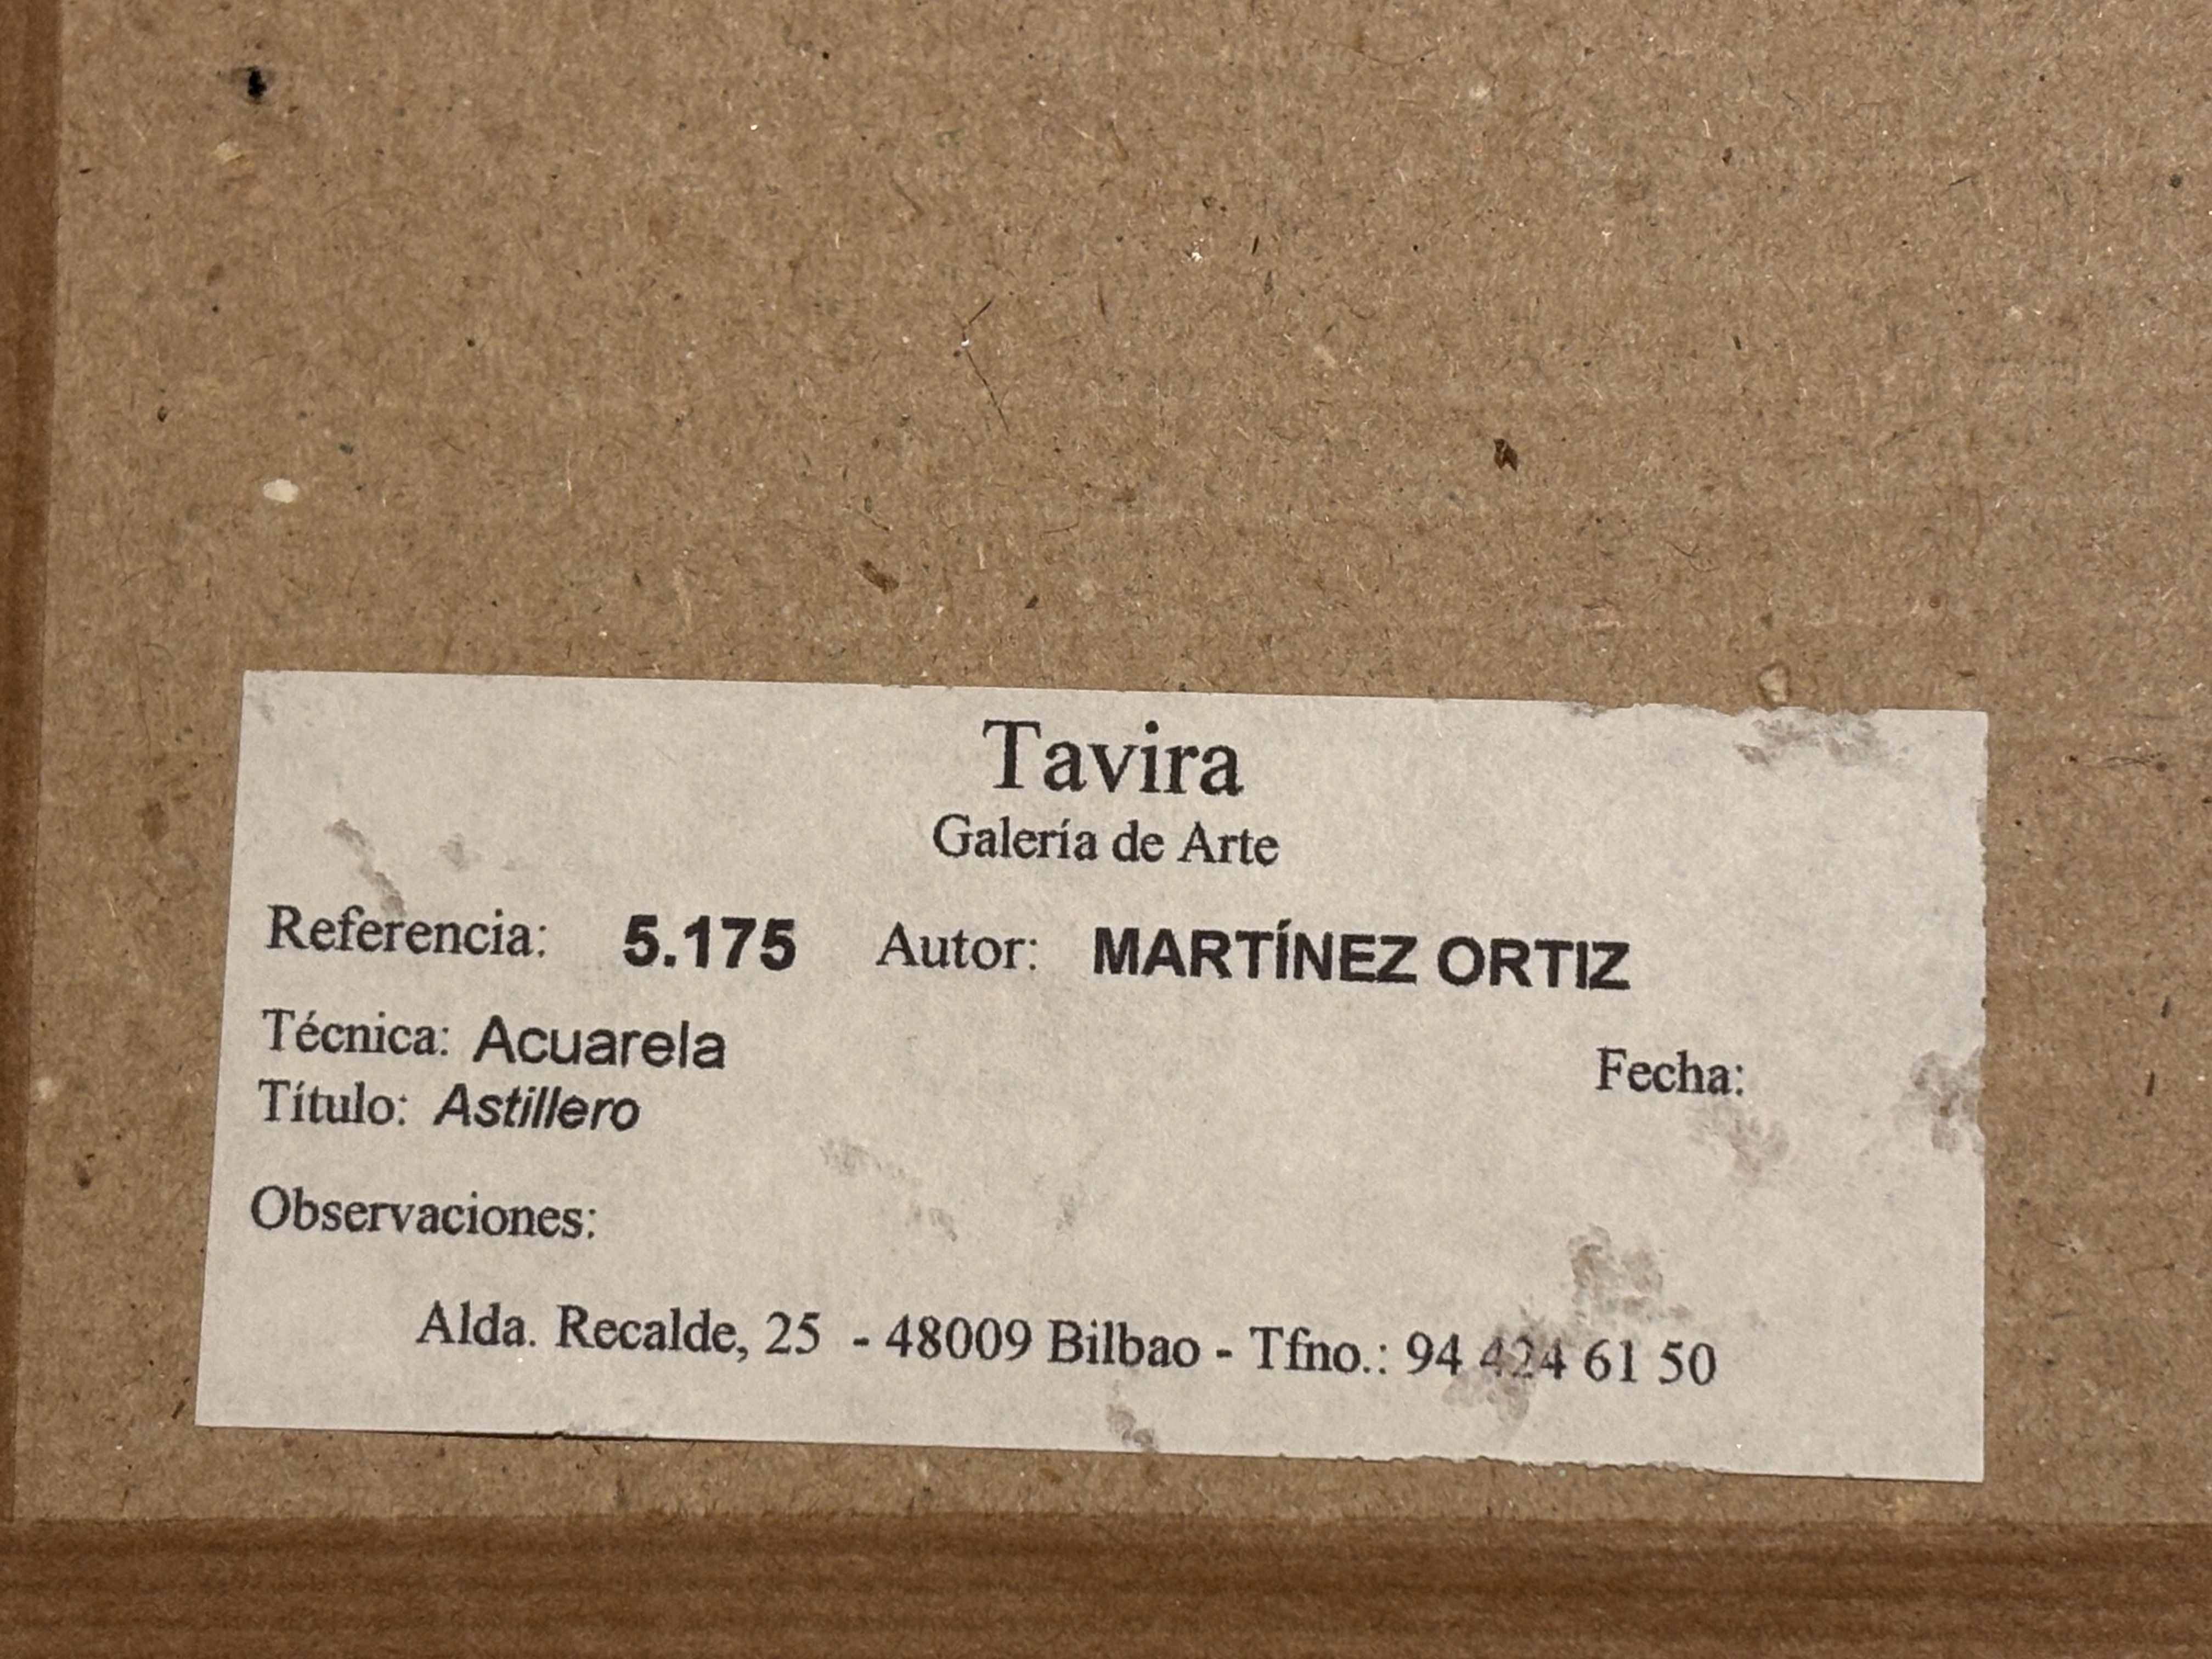 Tavira
Galería de Arte
Referencia: 5.175 Autor: MARTÍNEZ ORTIZ
Técnica: Acuarela Fecha:
Título: Astillero
Observaciones:
Alda. Recalde, 25 - 48009 Bilbao - Tfno.: 94 424 61 50